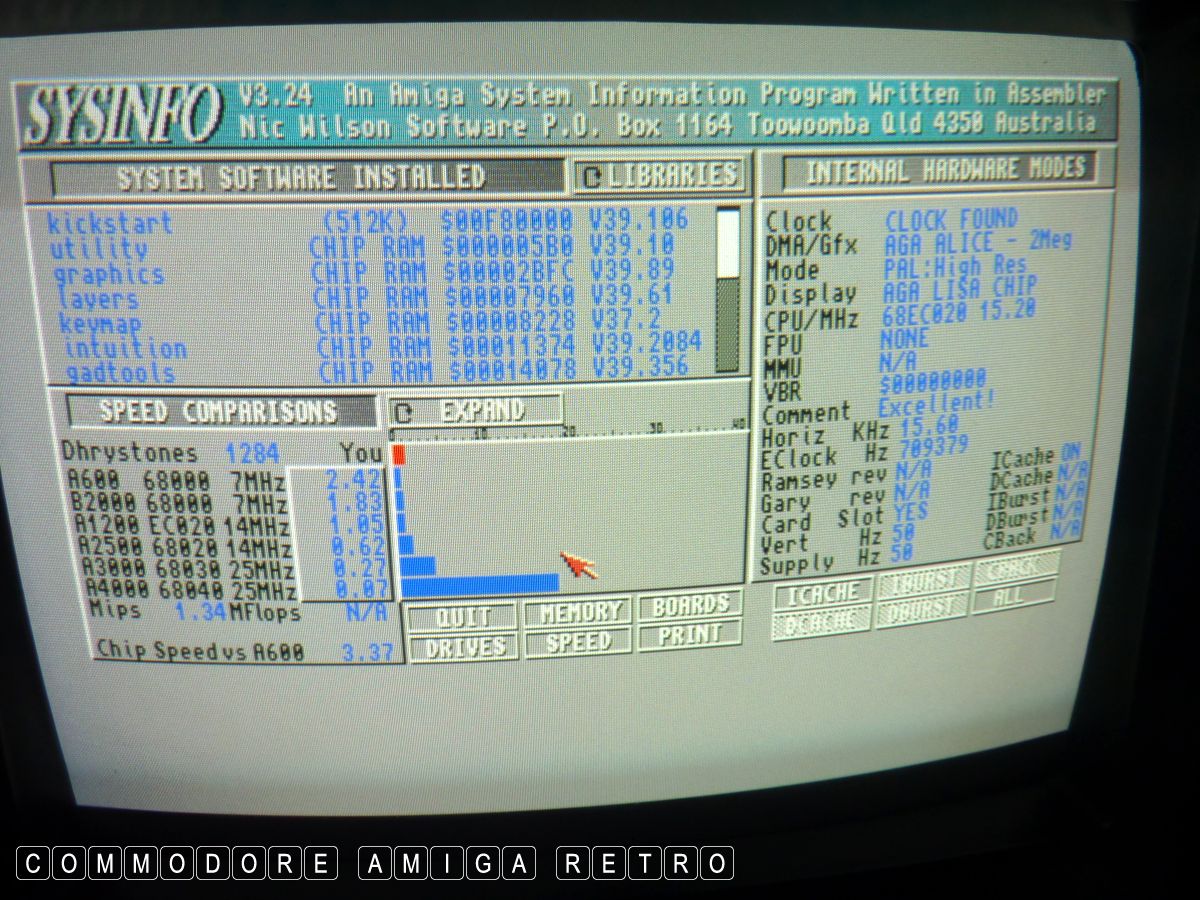 SYSINFO V3.24 An Amiga System Information Program Written in Assembler
Nic Wilson Software P.O. Box 1164 Toowoomba Qld 4350 Australia
SYSTEM SOFTWARE INSTALLED LIBRARIES
kickstart (512K) $00F80000 V39.106
utility CHIP RAM $000005B0 V39.10
graphics CHIP RAM $00002BFC V39.89
layers CHIP RAM $00007960 V39.61
keymap CHIP RAM $00008228 V37.2
intuition CHIP RAM $00011374 V39.2084
gadtools CHIP RAM $00014078 V39.356
INTERNAL HARDWARE MODES
Clock CLOCK FOUND
DMA/Gfx AGA ALICE - 2Meg
Mode PAL:High Res
Display AGA LISA CHIP
CPU/MHz 68EC020 15.20
FPU NONE
MMU N/A
VBR $00000000
Comment Excellent!
Horiz KHz 15.60
EClock Hz 709379
Ramsey rev N/A
Gary rev N/A
Card Slot YES
Vert Hz 50
Supply Hz 50
ICache ON
DCache N/A
IBurst N/A
DBurst N/A
CBack N/A
SPEED COMPARISONS EXPAND
Dhrystones 1284 You
0 10 20 30 40
A600 68000 7MHz 2.42
B2000 68000 7MHz 1.83
A1200 EC020 14MHz 1.05
A2500 68020 14MHz 0.62
A3000 68030 25MHz 0.27
A4000 68040 25MHz 0.07
Mips 1.34 MFlops N/A
Chip Speed vs A600 3.37
QUIT MEMORY BOARDS
DRIVES SPEED PRINT
ICACHE IBURST CBACK
DCACHE DBURST ALL
COMMODORE AMIGA RETRO